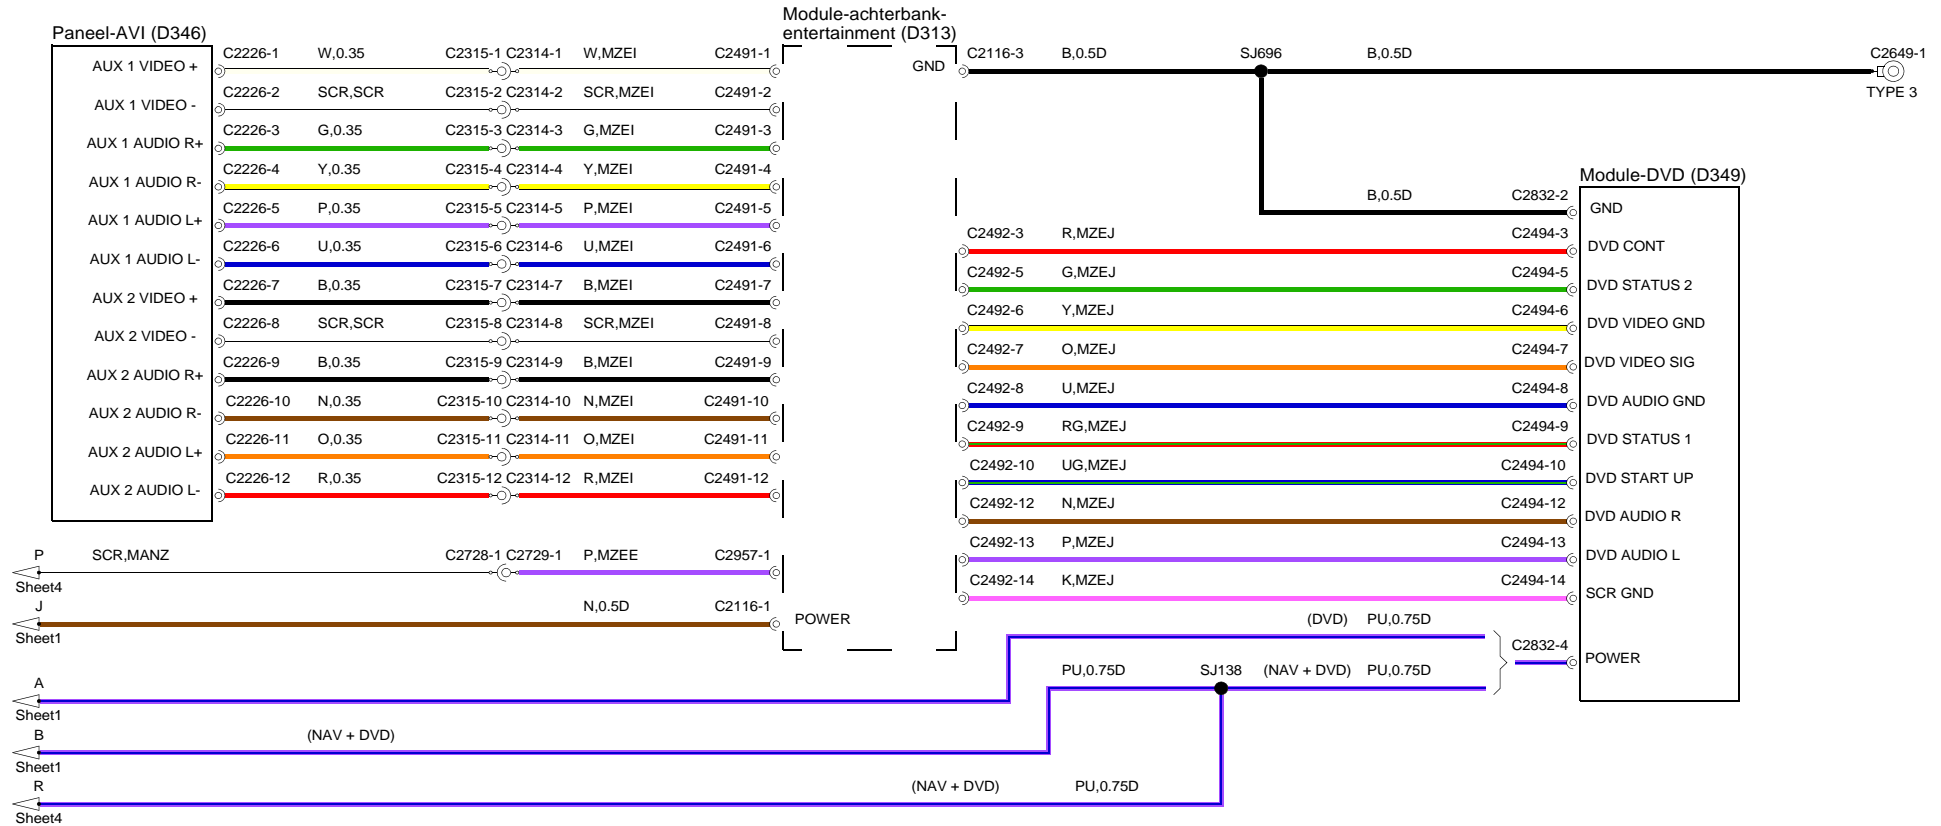 Module-achterbank-
entertainment (D313)
Paneel-AVI (D346)
AUX 1 VIDEO + C2226-1 W,0.35 C2315-1 C2314-1 W,MZEI C2491-1
AUX 1 VIDEO - C2226-2 SCR,SCR C2315-2 C2314-2 SCR,MZEI C2491-2
AUX 1 AUDIO R+ C2226-3 G,0.35 C2315-3 C2314-3 G,MZEI C2491-3
AUX 1 AUDIO R- C2226-4 Y,0.35 C2315-4 C2314-4 Y,MZEI C2491-4
AUX 1 AUDIO L+ C2226-5 P,0.35 C2315-5 C2314-5 P,MZEI C2491-5
AUX 1 AUDIO L- C2226-6 U,0.35 C2315-6 C2314-6 U,MZEI C2491-6
AUX 2 VIDEO + C2226-7 B,0.35 C2315-7 C2314-7 B,MZEI C2491-7
AUX 2 VIDEO - C2226-8 SCR,SCR C2315-8 C2314-8 SCR,MZEI C2491-8
AUX 2 AUDIO R+ C2226-9 B,0.35 C2315-9 C2314-9 B,MZEI C2491-9
AUX 2 AUDIO R- C2226-10 N,0.35 C2315-10 C2314-10 N,MZEI C2491-10
AUX 2 AUDIO L+ C2226-11 O,0.35 C2315-11 C2314-11 O,MZEI C2491-11
AUX 2 AUDIO L- C2226-12 R,0.35 C2315-12 C2314-12 R,MZEI C2491-12
P SCR,MANZ C2728-1 C2729-1 P,MZEE C2957-1
Sheet4
J N,0.5D C2116-1 POWER
Sheet1
GND C2116-3 B,0.5D SJ696 B,0.5D C2649-1
TYPE 3
Module-DVD (D349)
B,0.5D C2832-2 GND
C2492-3 R,MZEJ C2494-3 DVD CONT
C2492-5 G,MZEJ C2494-5 DVD STATUS 2
C2492-6 Y,MZEJ C2494-6 DVD VIDEO GND
C2492-7 O,MZEJ C2494-7 DVD VIDEO SIG
C2492-8 U,MZEJ C2494-8 DVD AUDIO GND
C2492-9 RG,MZEJ C2494-9 DVD STATUS 1
C2492-10 UG,MZEJ C2494-10 DVD START UP
C2492-12 N,MZEJ C2494-12 DVD AUDIO R
C2492-13 P,MZEJ C2494-13 DVD AUDIO L
C2492-14 K,MZEJ C2494-14 SCR GND
(DVD) PU,0.75D
C2832-4 POWER
PU,0.75D SJ138 (NAV + DVD) PU,0.75D
A
Sheet1
B (NAV + DVD)
Sheet1
R (NAV + DVD) PU,0.75D
Sheet4